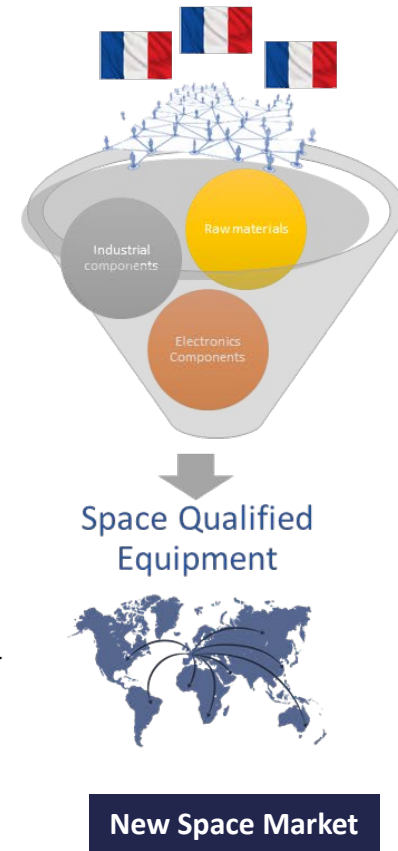 Raw materials
Industrial
components
Electronics
Components
Space Qualified
Equipment
New Space Market